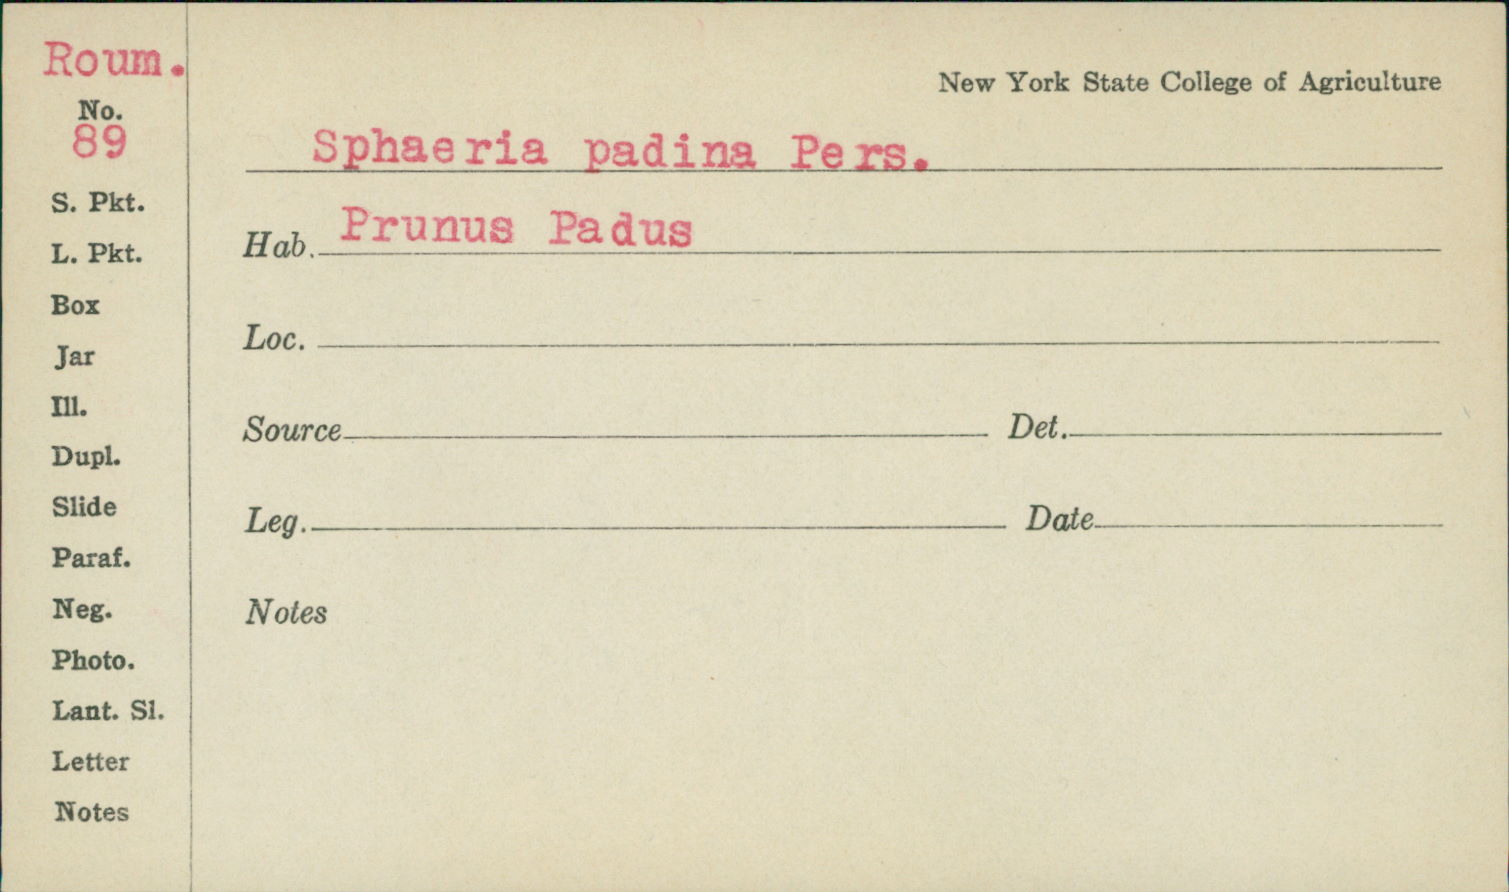 Roum.
No.
89
S. Pkt.
L. Pkt.
Box
Jar
Ill.
Dupl.
Slide
Paraf.
Neg.
Photo.
Lant. Sl.
Letter
Notes
New York State College of Agriculture
Sphaeria padina Pers.
Hab. Prunus Padus
Loc.
Source Det.
Leg. Date
Notes